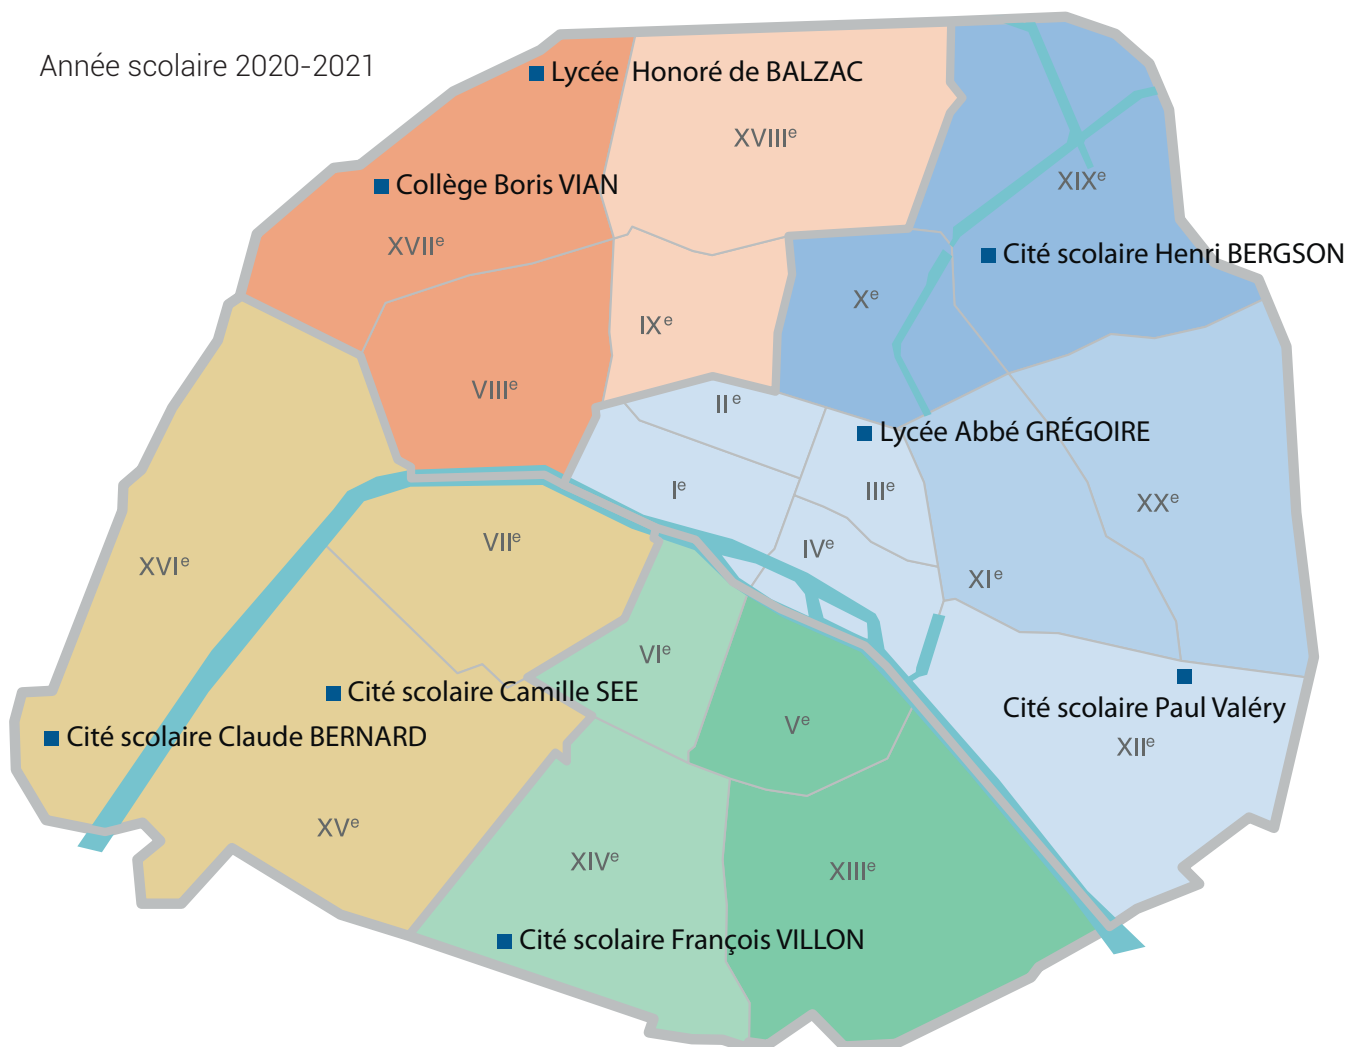 Année scolaire 2020-2021
Lycée Honoré de BALZAC
XVIIIe
Collège Boris VIAN
XIXe
XVIIe
Cité scolaire Henri BERGSON
Xe
IXe
VIIIe
IIe
Lycée Abbé GRÉGOIRE
Ie
IIIe
XXe
VIIe
IVe
XVIe
XIe
VIe
Cité scolaire Camille SEE
Cité scolaire Paul Valéry
Ve
Cité scolaire Claude BERNARD
XIIe
XVe
XIVe
XIIIe
Cité scolaire François VILLON